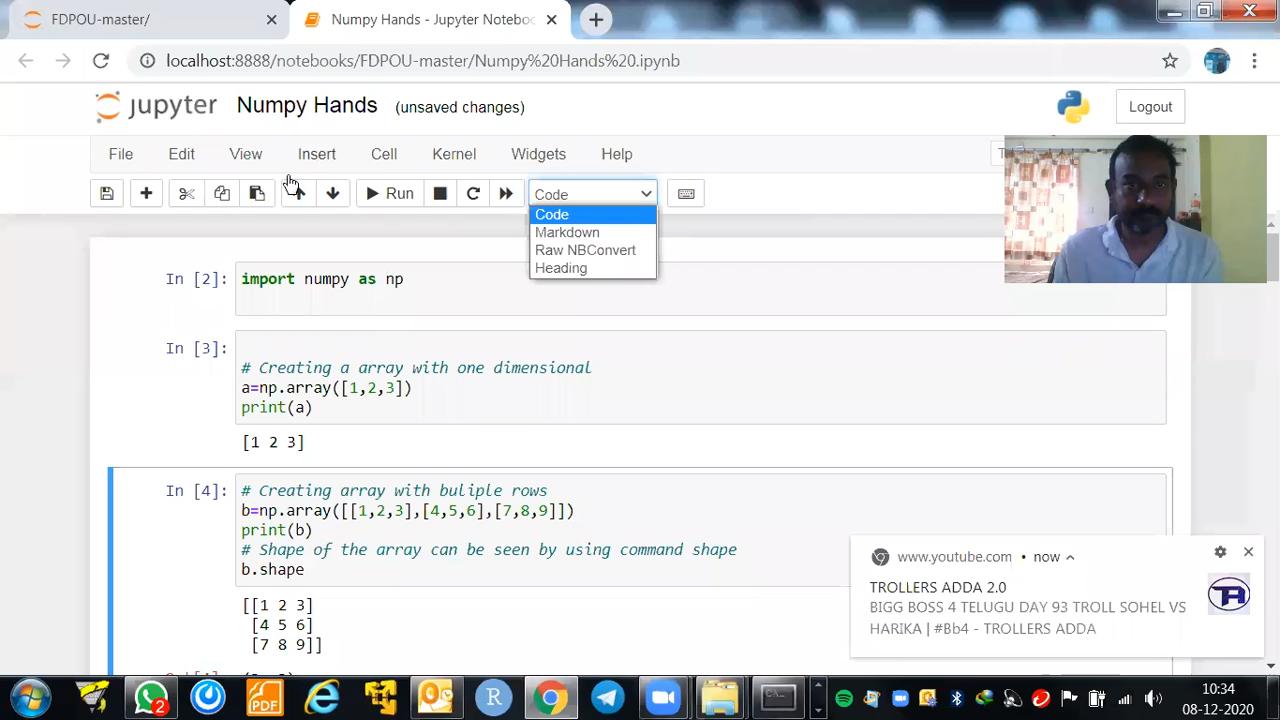 FDPOU-master/
Numpy Hands - Jupyter Notebo
localhost:8888/notebooks/FDPOU-master/Numpy%20Hands%20.ipynb
jupyter Numpy Hands (unsaved changes)
Logout
File Edit View Insert Cell Kernel Widgets Help
Run Code
Code
Markdown
Raw NBConvert
Heading
In [2]: import numpy as np
In [3]:
# Creating a array with one dimensional
a=np.array([1,2,3])
print(a)
[1 2 3]
In [4]: # Creating array with buliple rows
b=np.array([[1,2,3],[4,5,6],[7,8,9]])
print(b)
# Shape of the array can be seen by using command shape
b.shape
[[1 2 3]
[4 5 6]
[7 8 9]]
www.youtube.com • now
TROLLERS ADDA 2.0
BIGG BOSS 4 TELUGU DAY 93 TROLL SOHEL VS
HARIKA | #Bb4 - TROLLERS ADDA
2
PDF
R
10:34
08-12-2020